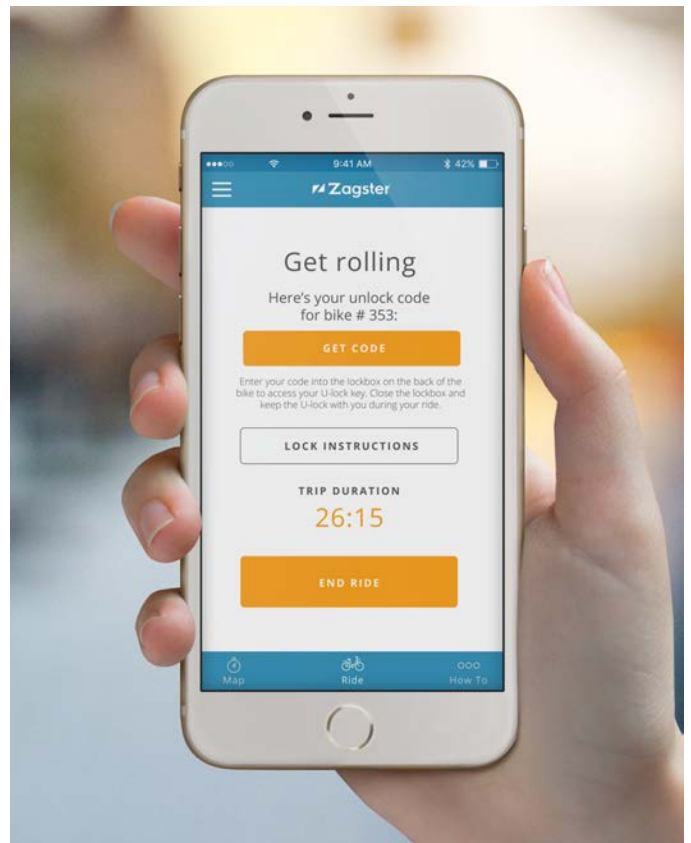 9:41 AM
42%
Zagster
Get rolling
Here's your unlock code
for bike # 353:
GET CODE
Enter your code into the lockbox on the back of the
bike to access your U-lock key. Close the lockbox and
keep the U-lock with you during your ride.
LOCK INSTRUCTIONS
TRIP DURATION
26:15
END RIDE
Map
Ride
How To